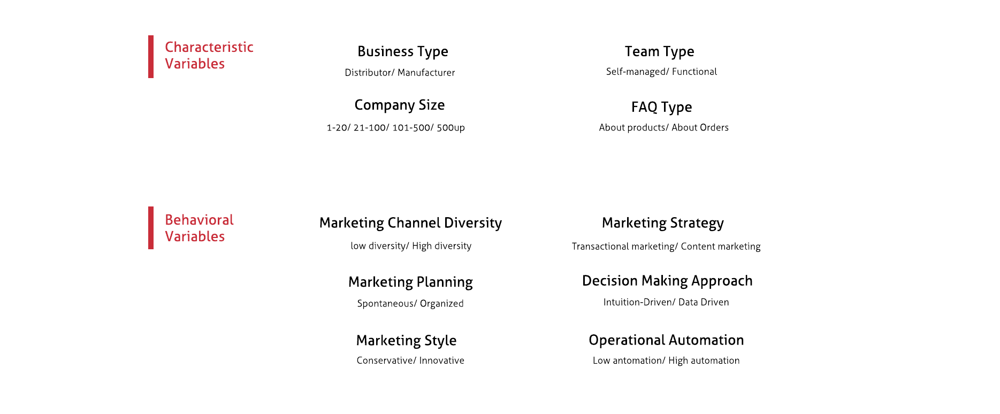 Characteristic
Variables
Business Type
Distributor/ Manufacturer
Team Type
Self-managed/ Functional
Company Size
1-20/ 21-100/ 101-500/ 500up
FAQ Type
About products/ About Orders
Behavioral
Variables
Marketing Channel Diversity
low diversity/ High diversity
Marketing Strategy
Transactional marketing/ Content marketing
Marketing Planning
Spontaneous/ Organized
Decision Making Approach
Intuition-Driven/ Data Driven
Marketing Style
Conservative/ Innovative
Operational Automation
Low antomation/ High automation